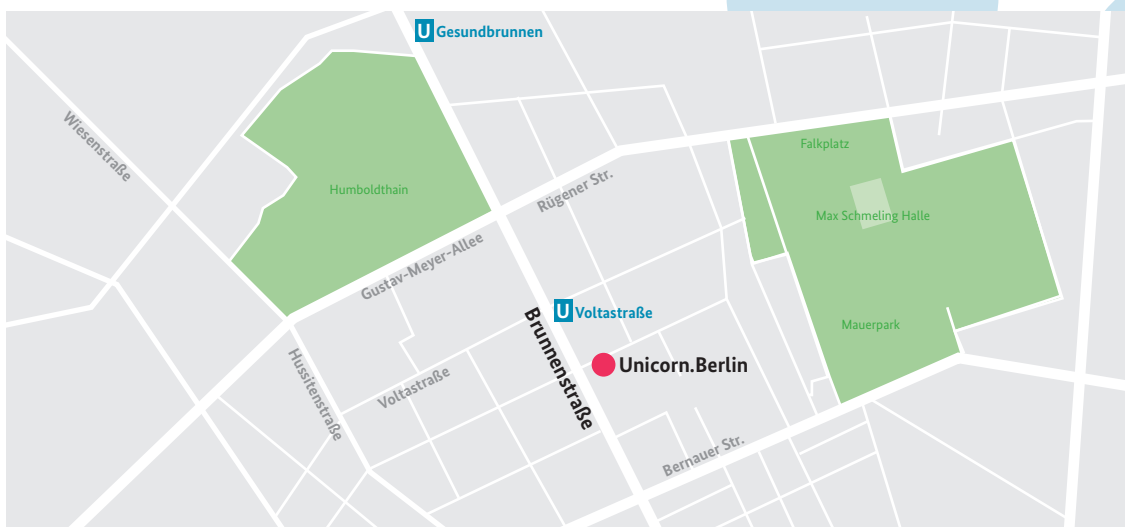 U Gesundbrunnen
Wiesenstraße
Falkplatz
Humboldthain
Rügener Str.
Max Schmeling Halle
Gustav-Meyer-Allee
U Voltastraße
Mauerpark
Brunnenstraße
Hussitenstraße
Unicorn.Berlin
Voltastraße
Bernauer Str.